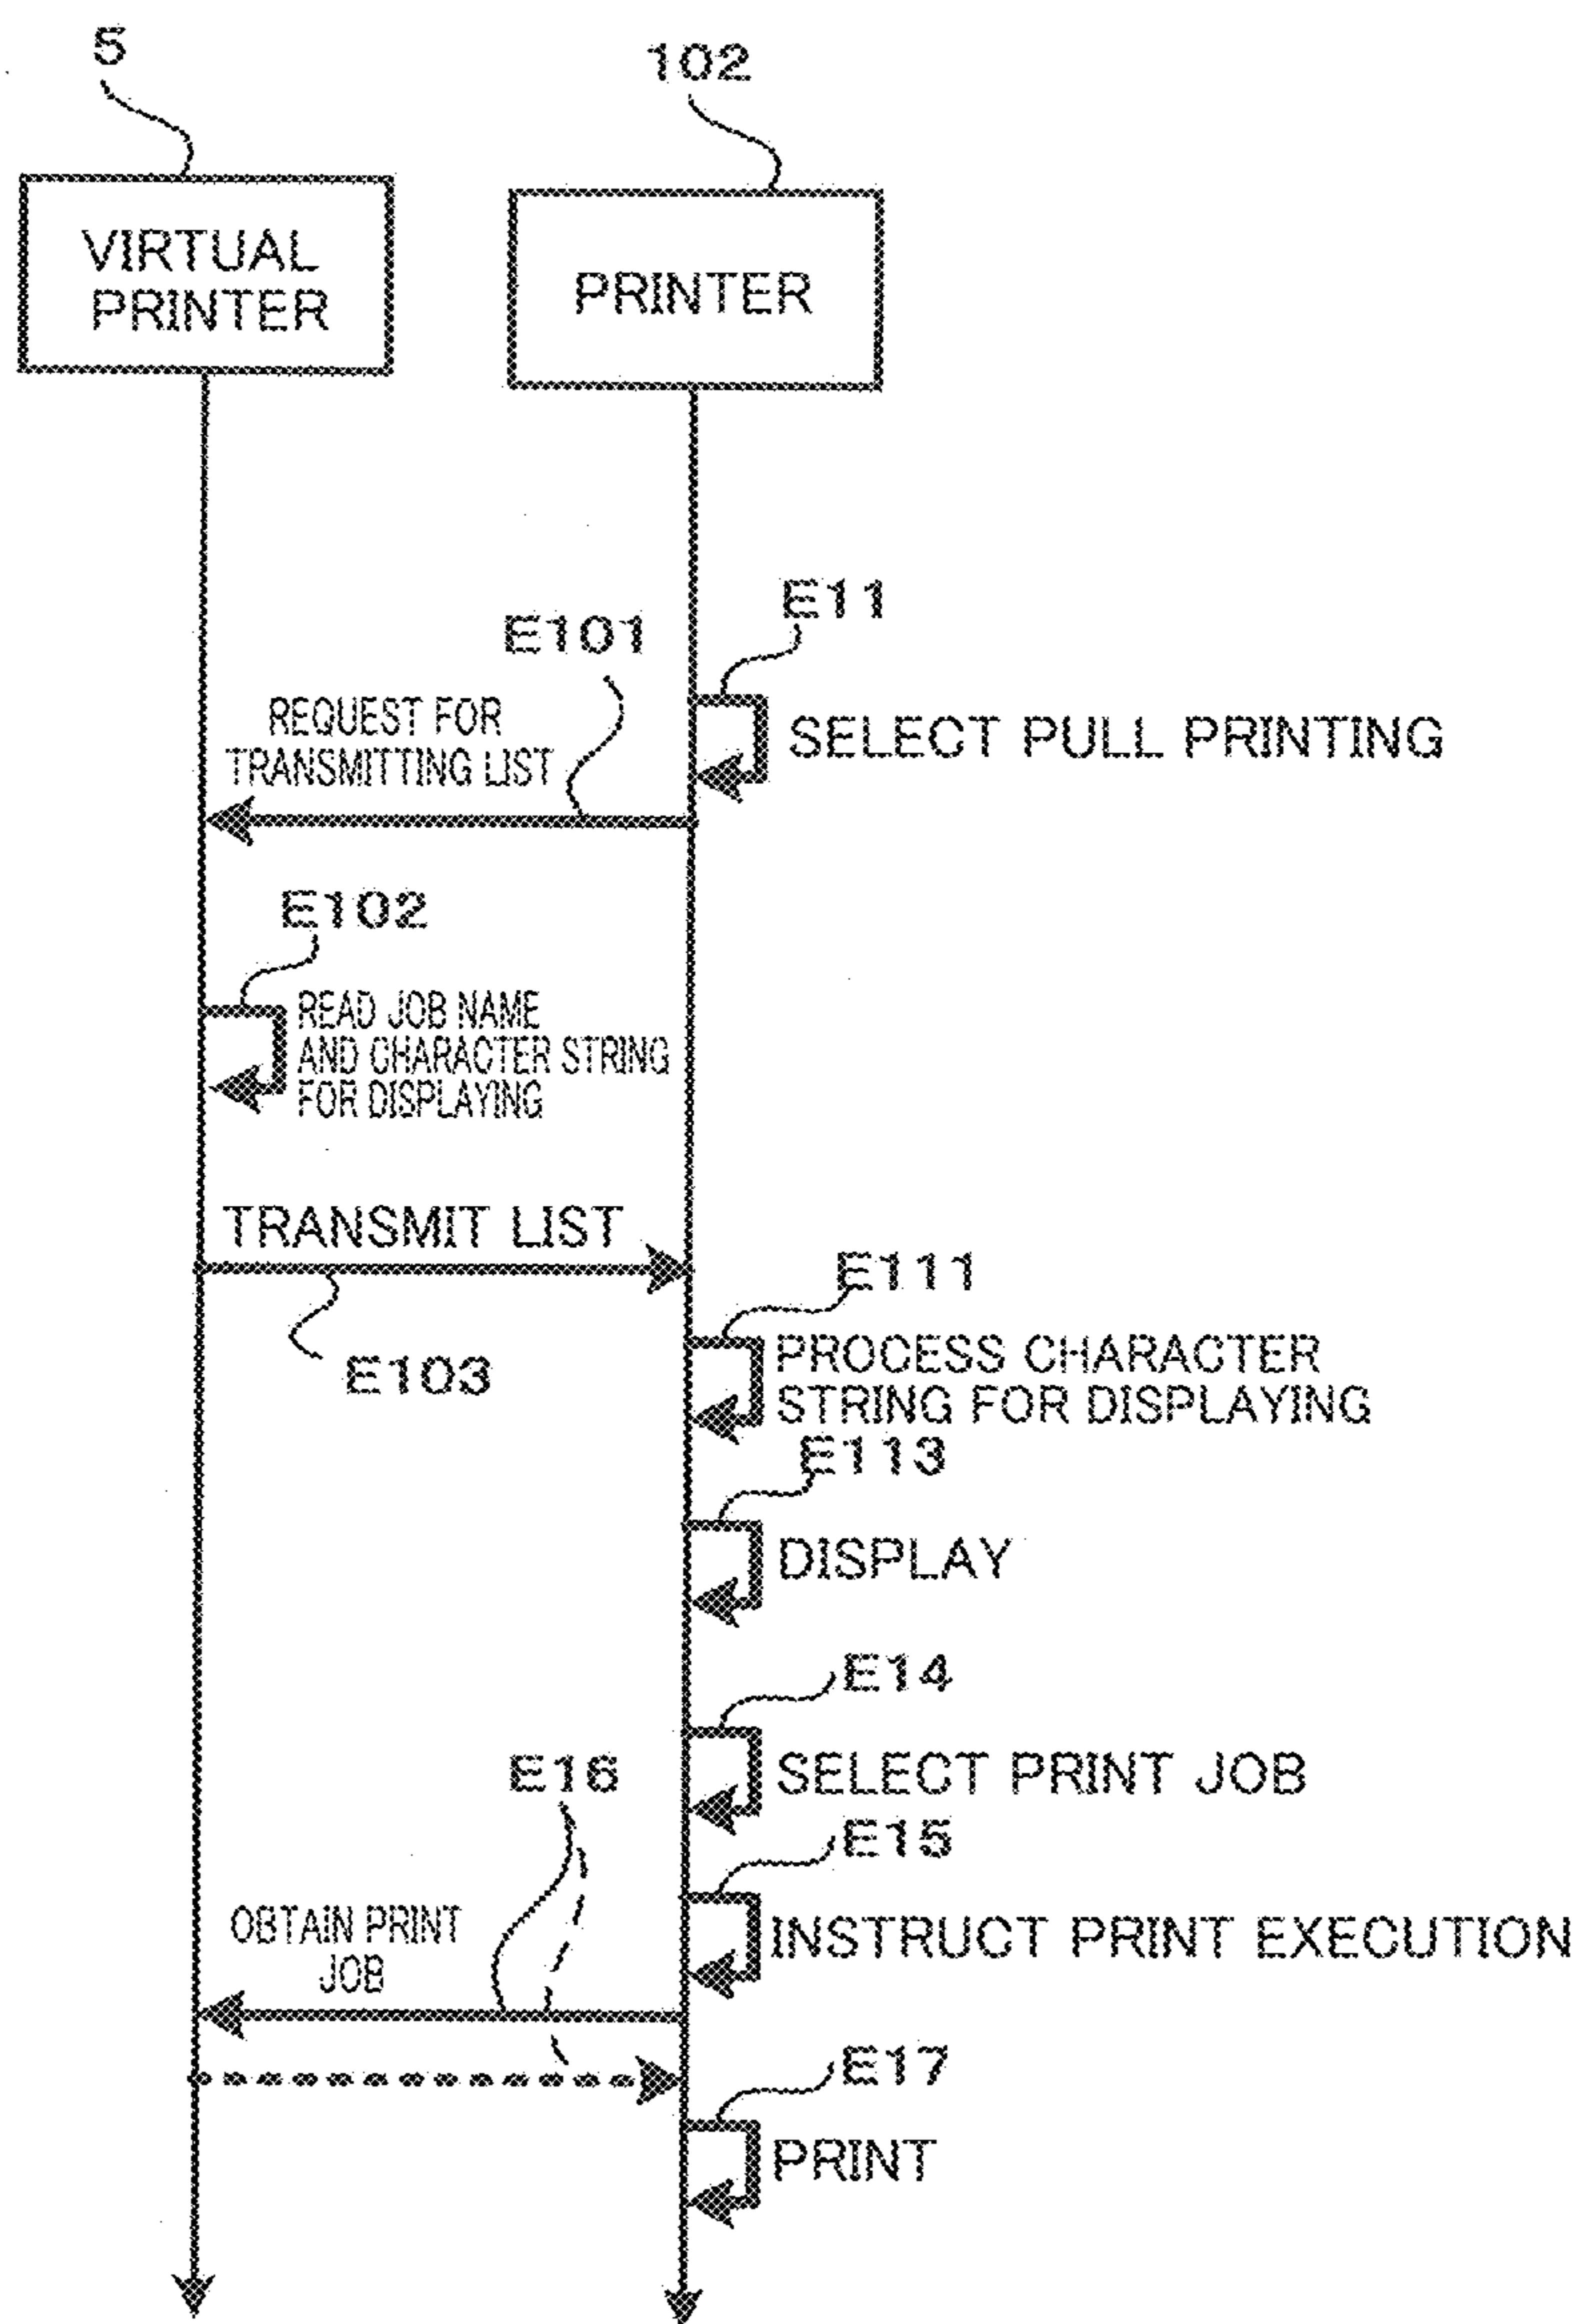 5
102
VIRTUAL
PRINTER
PRINTER
E11
E101
REQUEST FOR
TRANSMITTING LIST
SELECT PULL PRINTING
E102
READ JOB NAME
AND CHARACTER STRING
FOR DISPLAYING
TRANSMIT LIST
E103
E111
PROCESS CHARACTER
STRING FOR DISPLAYING
E113
DISPLAY
E14
SELECT PRINT JOB
E16
E15
OBTAIN PRINT
JOB
INSTRUCT PRINT EXECUTION
E17
PRINT